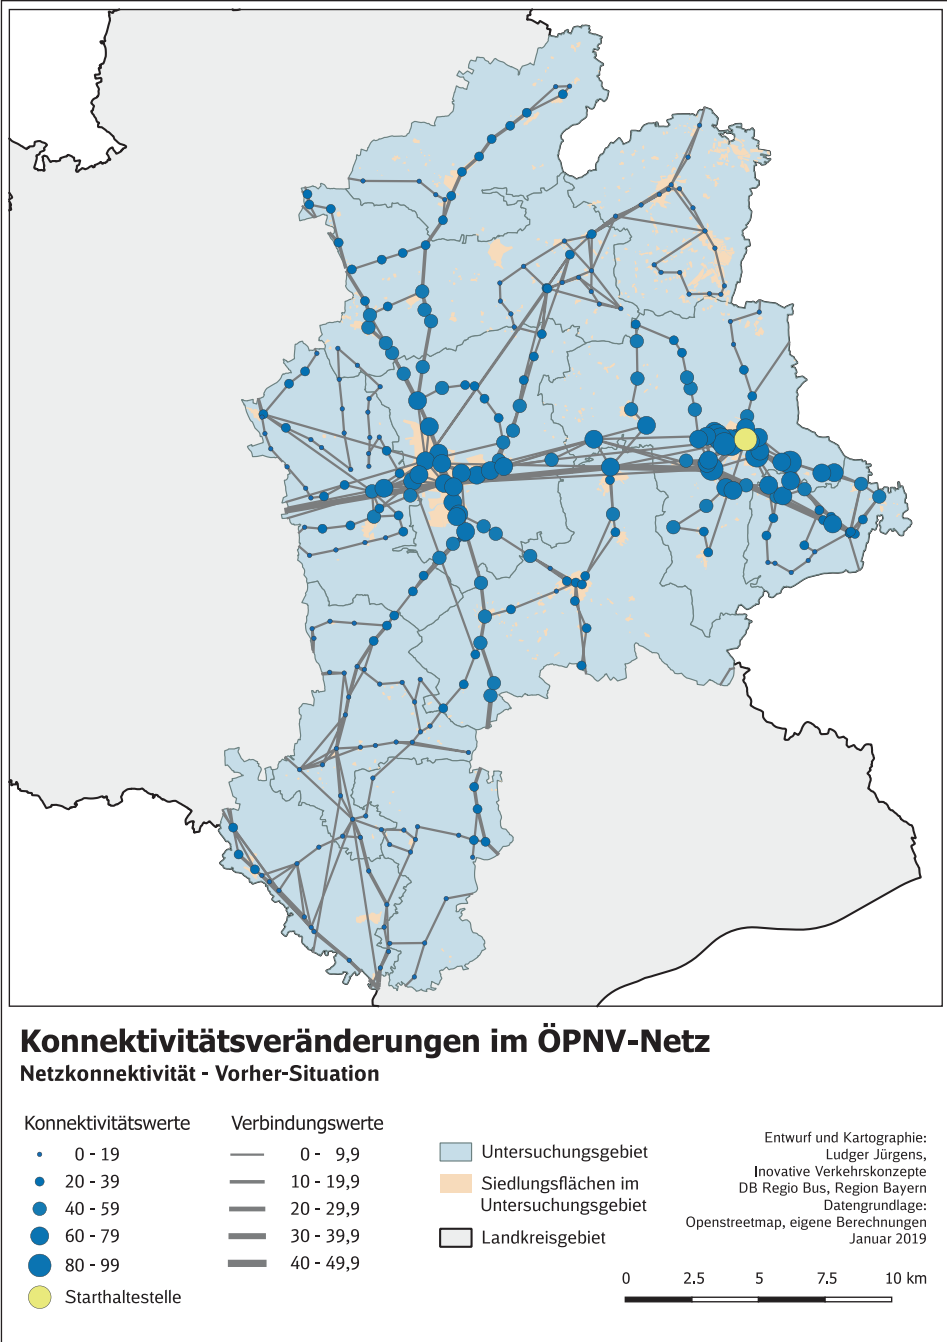 Konnektivitätsveränderungen im ÖPNV-Netz
Netzkonnektivität - Vorher-Situation
Konnektivitätswerte
0 - 19
20 - 39
40 - 59
60 - 79
80 - 99
Starthaltestelle
Verbindungswerte
0 - 9,9
10 - 19,9
20 - 29,9
30 - 39,9
40 - 49,9
Untersuchungsgebiet
Siedlungsflächen im
Untersuchungsgebiet
Landkreisgebiet
Entwurf und Kartographie:
Ludger Jürgens,
Inovative Verkehrskonzepte
DB Regio Bus, Region Bayern
Datengrundlage:
Openstreetmap, eigene Berechnungen
Januar 2019
0 2.5 5 7.5 10 km